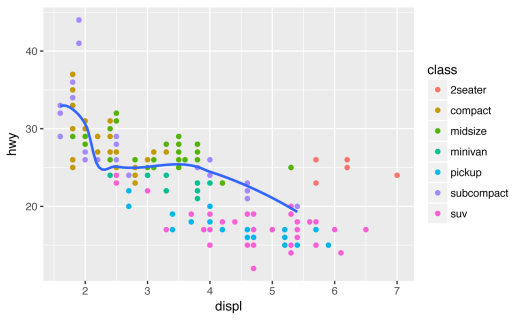 hwy
40
30
20
2
3
4
5
6
7
displ
class
2seater
compact
midsize
minivan
pickup
subcompact
suv